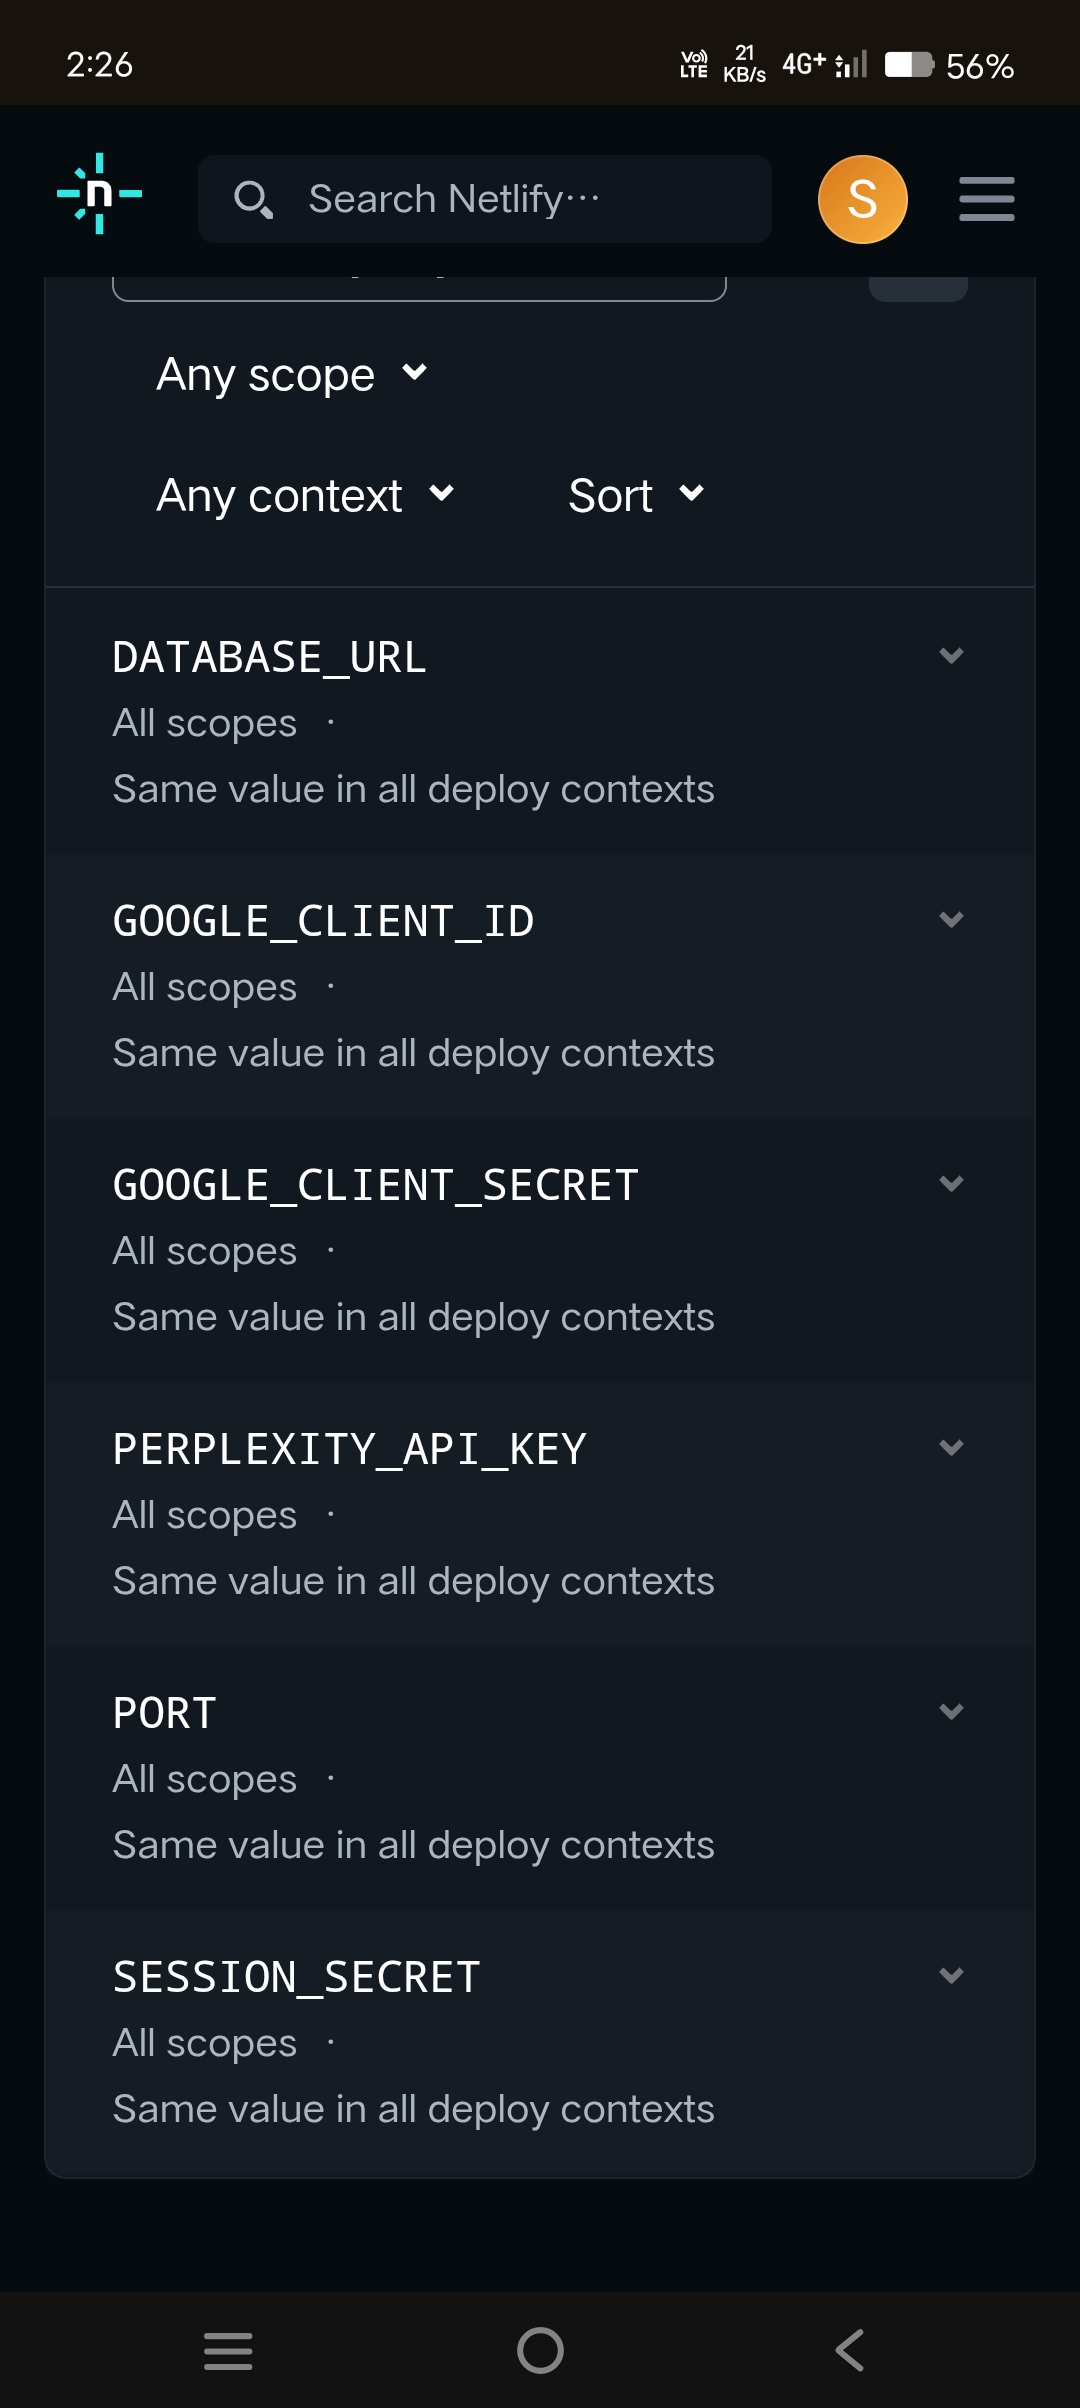 2:26
Vo LTE
21 KB/s
4G+
56%
n
Search Netlify...
S
Any scope
Any context
Sort
DATABASE_URL
All scopes ·
Same value in all deploy contexts
GOOGLE_CLIENT_ID
All scopes ·
Same value in all deploy contexts
GOOGLE_CLIENT_SECRET
All scopes ·
Same value in all deploy contexts
PERPLEXITY_API_KEY
All scopes ·
Same value in all deploy contexts
PORT
All scopes ·
Same value in all deploy contexts
SESSION_SECRET
All scopes ·
Same value in all deploy contexts